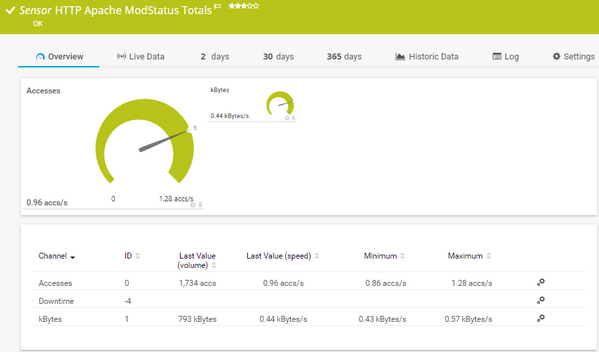 Sensor HTTP Apache ModStatus Totals
OK
Overview
Live Data
2 days
30 days
365 days
Historic Data
Log
Settings
Accesses
0.96 accs/s
0
1.28 accs/s
kBytes
0.44 kBytes/s
Channel ID Last Value (volume) Last Value (speed) Minimum Maximum
Accesses 0 1,734 accs 0.96 accs/s 0.86 accs/s 1.28 accs/s
Downtime -4
kBytes 1 793 kBytes 0.44 kBytes/s 0.43 kBytes/s 0.57 kBytes/s